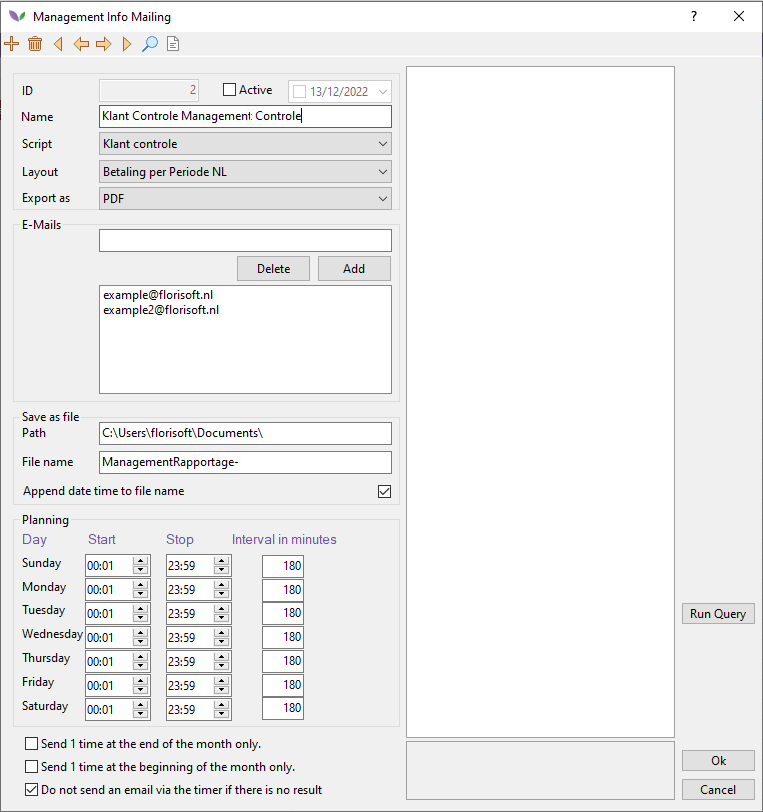 Management Info Mailing
ID 2 Active 13/12/2022
Name Klant Controle Management Controle
Script Klant controle
Layout Betaling per Periode NL
Export as PDF
E-Mails
Delete Add
example@florisoft.nl
example2@florisoft.nl
Save as file
Path C:\Users\florisoft\Documents\
File name ManagementRapportage-
Append date time to file name
Planning
Day Start Stop Interval in minutes
Sunday 00:01 23:59 180
Monday 00:01 23:59 180
Tuesday 00:01 23:59 180
Run Query
Wednesday 00:01 23:59 180
Thursday 00:01 23:59 180
Friday 00:01 23:59 180
Saturday 00:01 23:59 180
Send 1 time at the end of the month only.
Send 1 time at the beginning of the month only.
Do not send an email via the timer if there is no result
Ok
Cancel